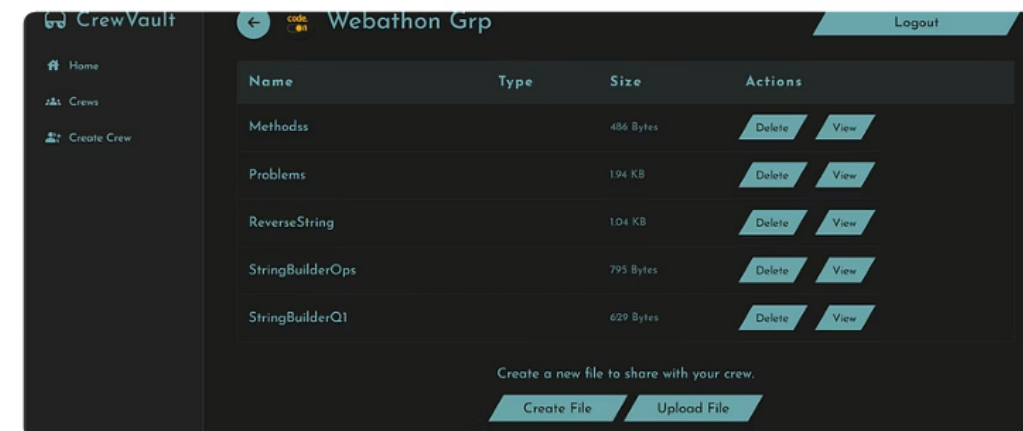 CrewVault
Home
Crews
Create Crew
code.
on
Webathon Grp
Logout
Name Type Size Actions
Methodss 486 Bytes Delete View
Problems 1.94 KB Delete View
ReverseString 1.04 KB Delete View
StringBuilderOps 795 Bytes Delete View
StringBuilderQ1 629 Bytes Delete View
Create a new file to share with your crew.
Create File Upload File